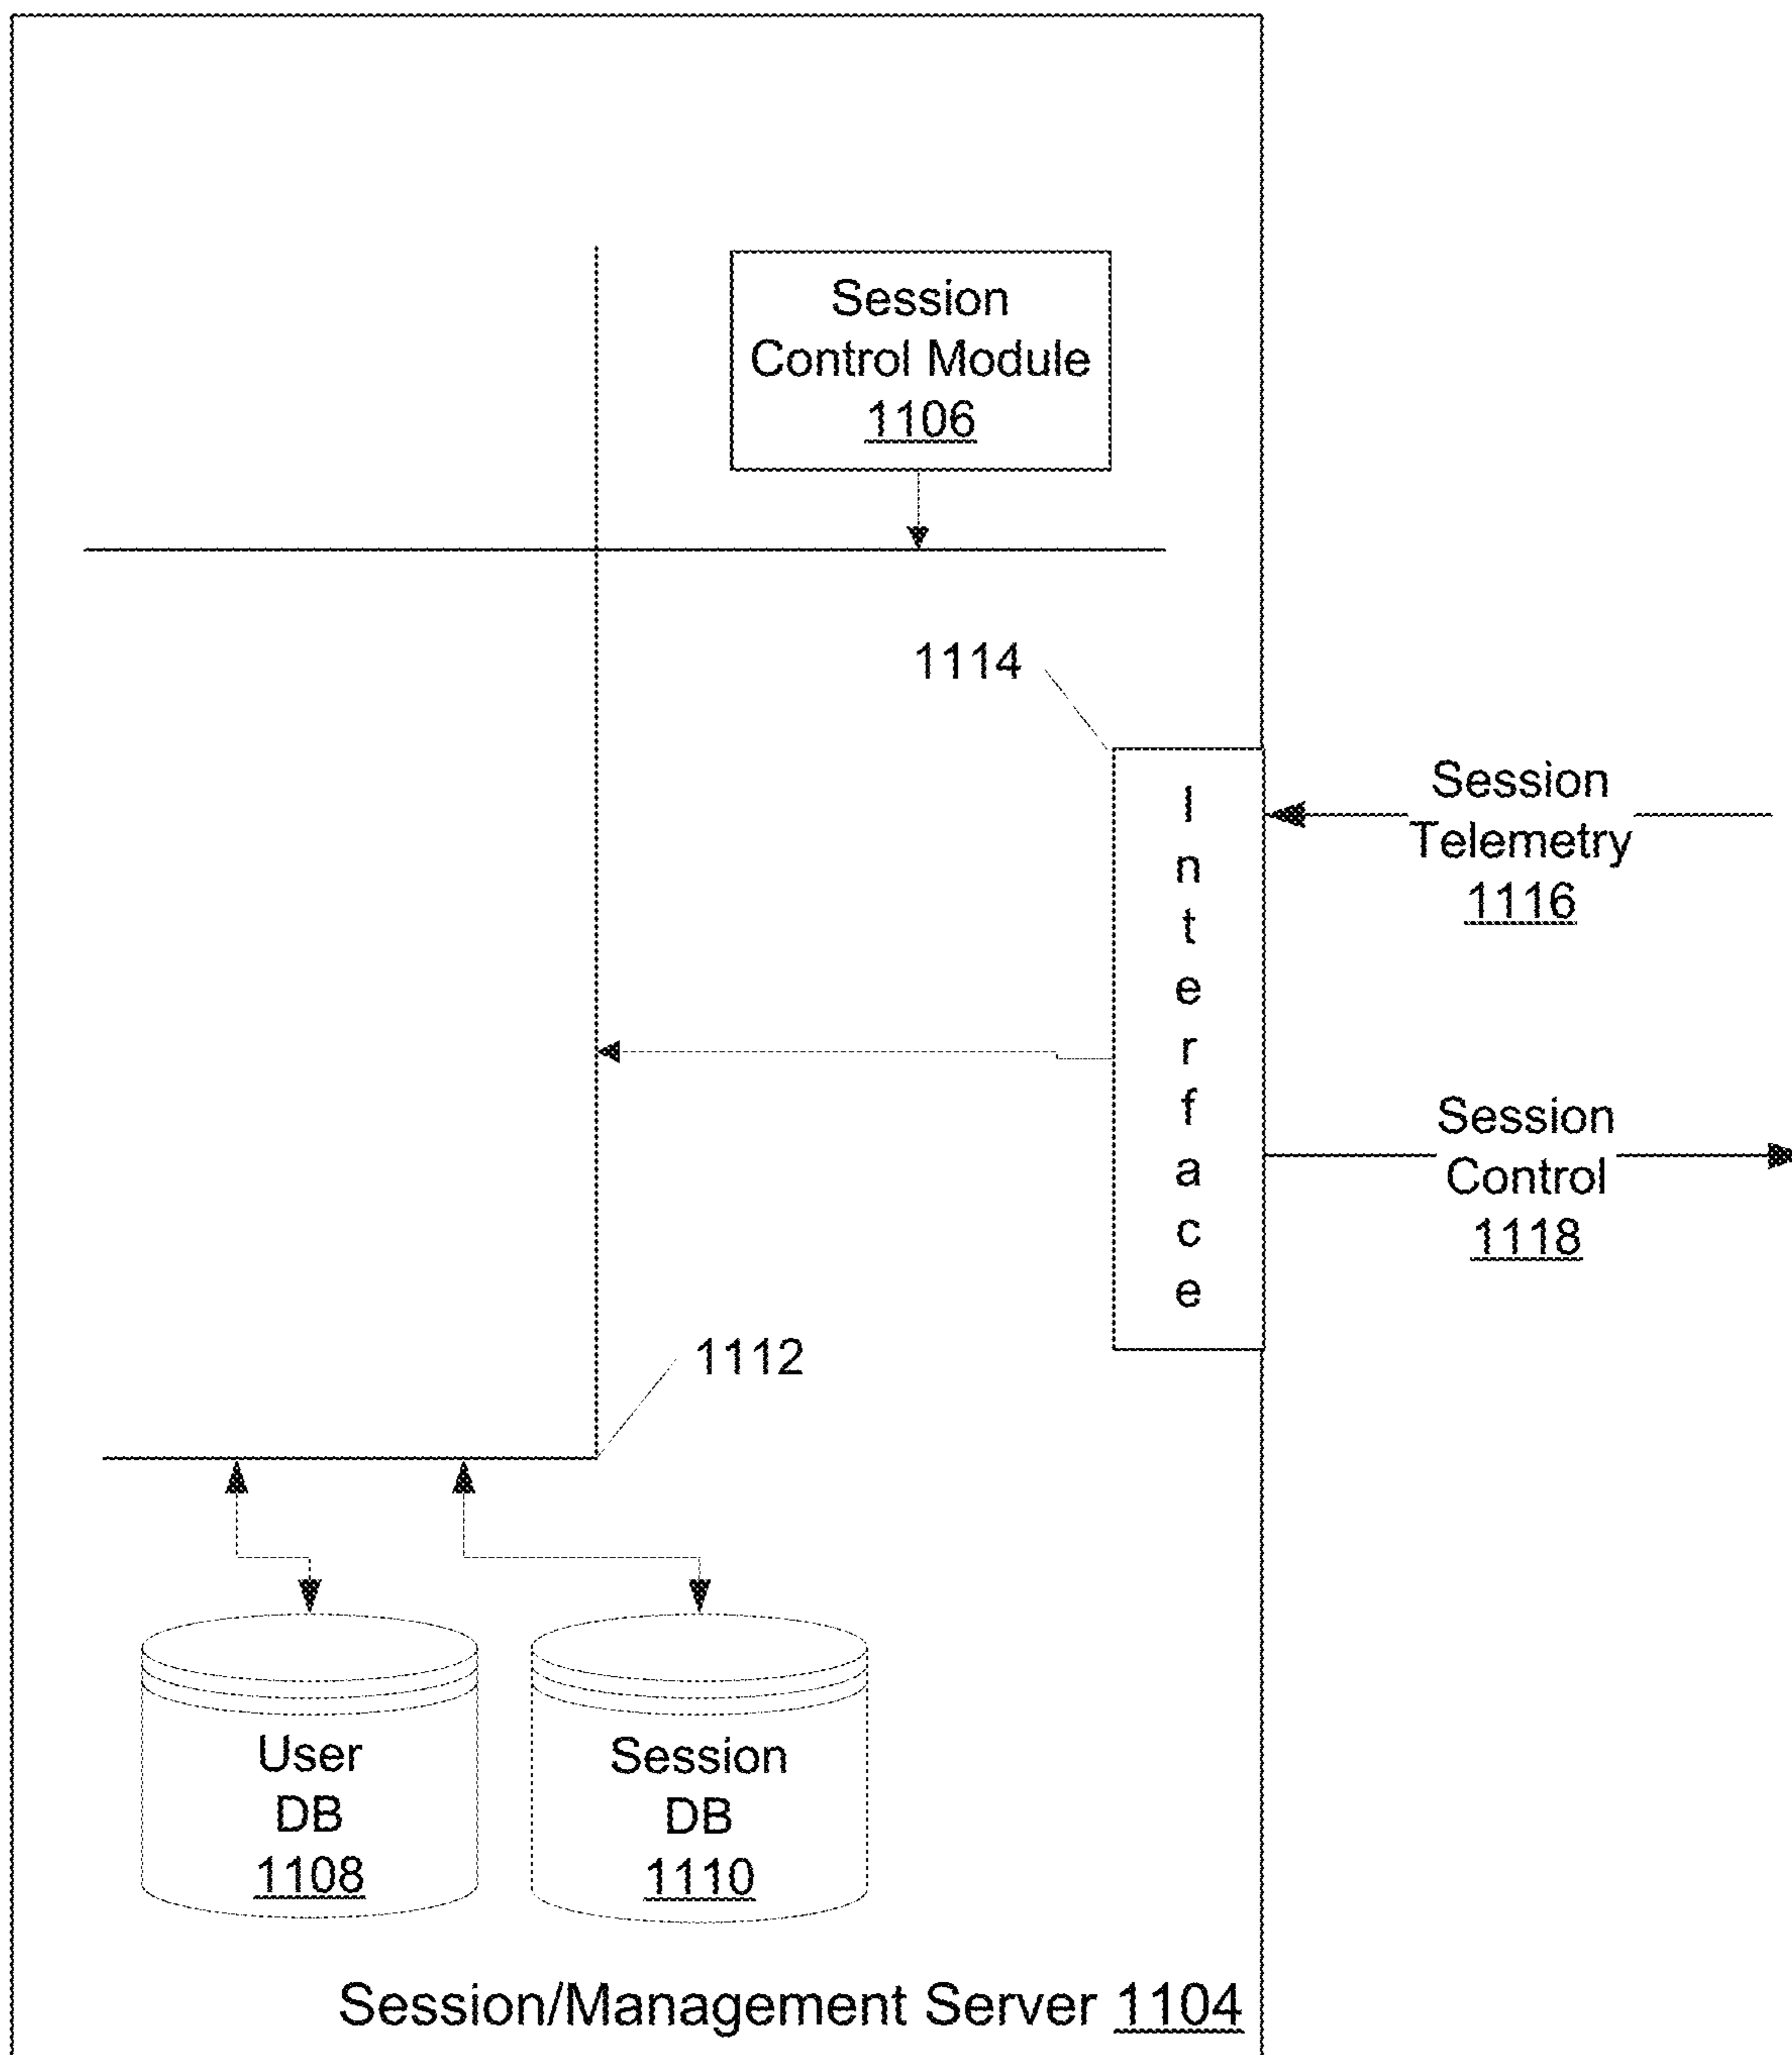 Session
Control Module
1106
1114
Session
Telemetry
1116
Interface
Session
Control
1118
1112
User
DB
1108
Session
DB
1110
Session/Management Server 1104